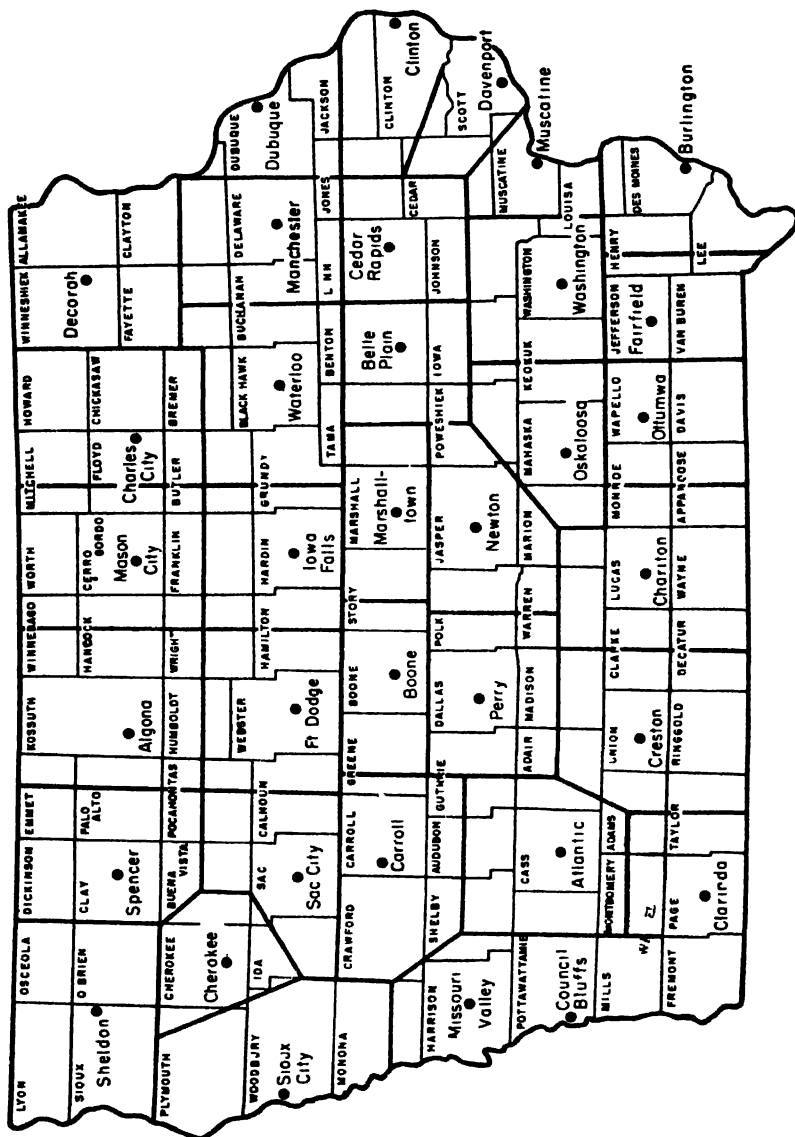 LYON
OSCEOLA
DICKINSON
EMMET
KOSSUTH
WINNEBAGO
WORTH
MITCHELL
HOWARD
WINNESHIEK
ALLAMAKEE
SIOUX
O BRIEN
CLAY
PALO
ALTO
HANCOCK
CERRO
GORDO
FLOYD
CHICKASAW
Sheldon
Spencer
Algona
Mason
City
Charles
City
Decorah
FAYETTE
CLAYTON
PLYMOUTH
CHEROKEE
BUENA
VISTA
POCAHONTAS
HUMBOLDT
WRIGHT
FRANKLIN
BUTLER
BREMER
Cherokee
WEBSTER
BLACK HAWK
BUCHANAN
DELAWARE
DUBUQUE
Dubuque
WOODBURY
IDA
SAC
CALHOUN
HAMILTON
HARDIN
GRUNDY
Sioux
City
Sac City
Ft Dodge
Iowa
Falls
Waterloo
Manchester
MONONA
CRAWFORD
CARROLL
GREENE
BOONE
STORY
MARSHALL
TAMA
BENTON
LINN
JONES
JACKSON
Carroll
Boone
Marshall-
town
Belle
Plain
Cedar
Rapids
CLINTON
Clinton
HARRISON
SHELBY
AUDUBON
GUTHRIE
DALLAS
POLK
JASPER
POWESHIEK
IOWA
JOHNSON
CEDAR
SCOTT
Missouri
Valley
Perry
Newton
Davenport
POTTAWATTAMIE
CASS
ADAIR
MADISON
WARREN
MARION
MAHASKA
KEOKUK
WASHINGTON
MUSCATINE
Muscatine
Council
Bluffs
Atlantic
Oskaloosa
Washington
LOUISA
MILLS
MONTGOMERY
ADAMS
UNION
CLARKE
LUCAS
MONROE
WAPELLO
JEFFERSON
HENRY
DES MOINES
Creston
Chariton
Ottumwa
Fairfield
Burlington
FREMONT
PAGE
TAYLOR
RINGGOLD
DECATUR
WAYNE
APPANOOSE
DAVIS
VAN BUREN
LEE
Clarinda